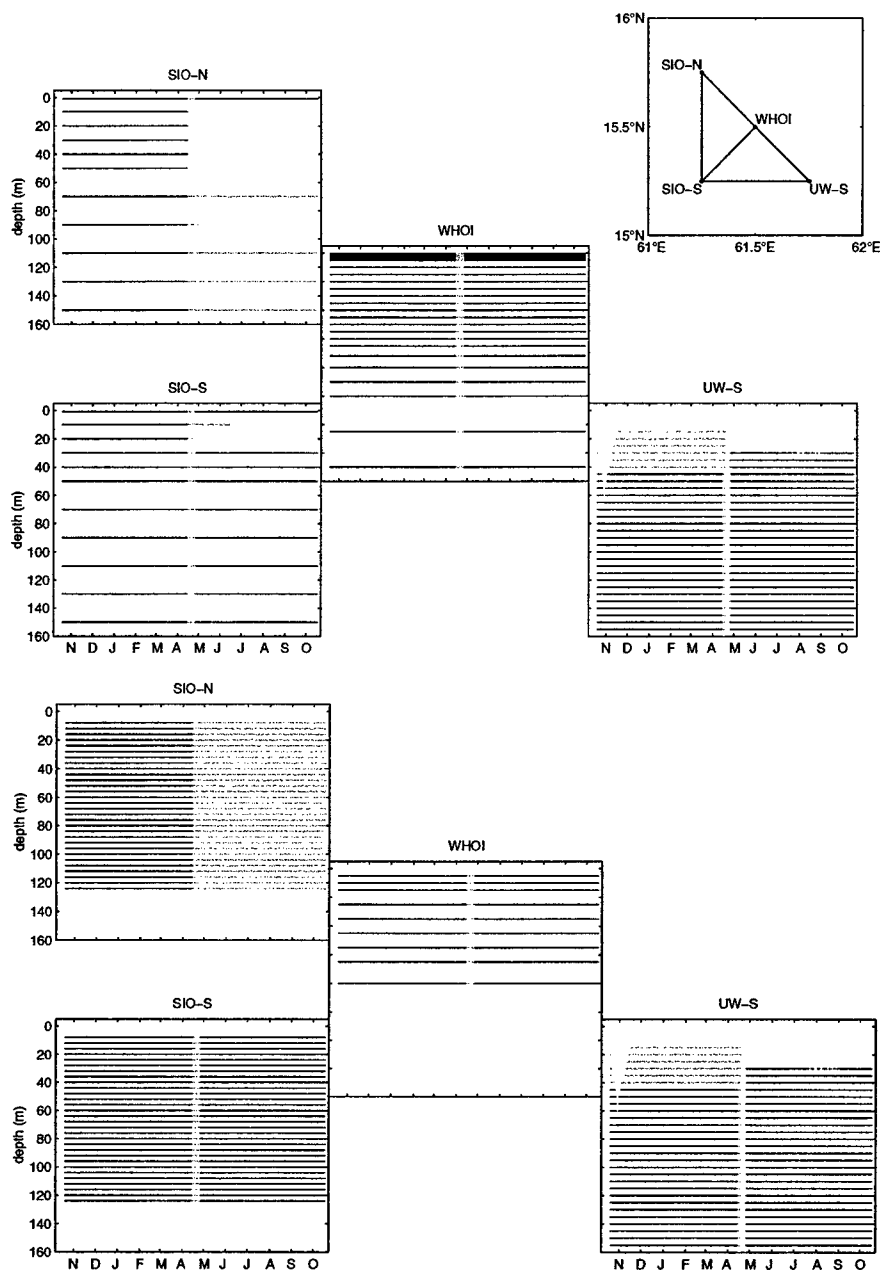 16°N
SIO-N
SIO-N
WHOI
15.5°N
SIO-S
UW-S
15°N
61°E
61.5°E
62°E
0
20
40
60
80
100
120
140
160
depth (m)
N D J F M A M J J A S O
WHOI
SIO-S
UW-S
0
20
40
60
80
100
120
140
160
depth (m)
N D J F M A M J J A S O
N D J F M A M J J A S O
SIO-N
0
20
40
60
80
100
120
140
160
depth (m)
WHOI
SIO-S
UW-S
0
20
40
60
80
100
120
140
160
depth (m)
N D J F M A M J J A S O
N D J F M A M J J A S O